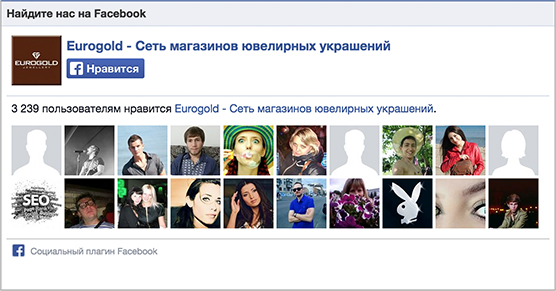 Найдите нас на Facebook
EUROGOLD
JEWELLERY
Eurogold - Сеть магазинов ювелирных украшений
Нравится
3 239 пользователям нравится Eurogold - Сеть магазинов ювелирных украшений.
SEO
Социальный плагин Facebook